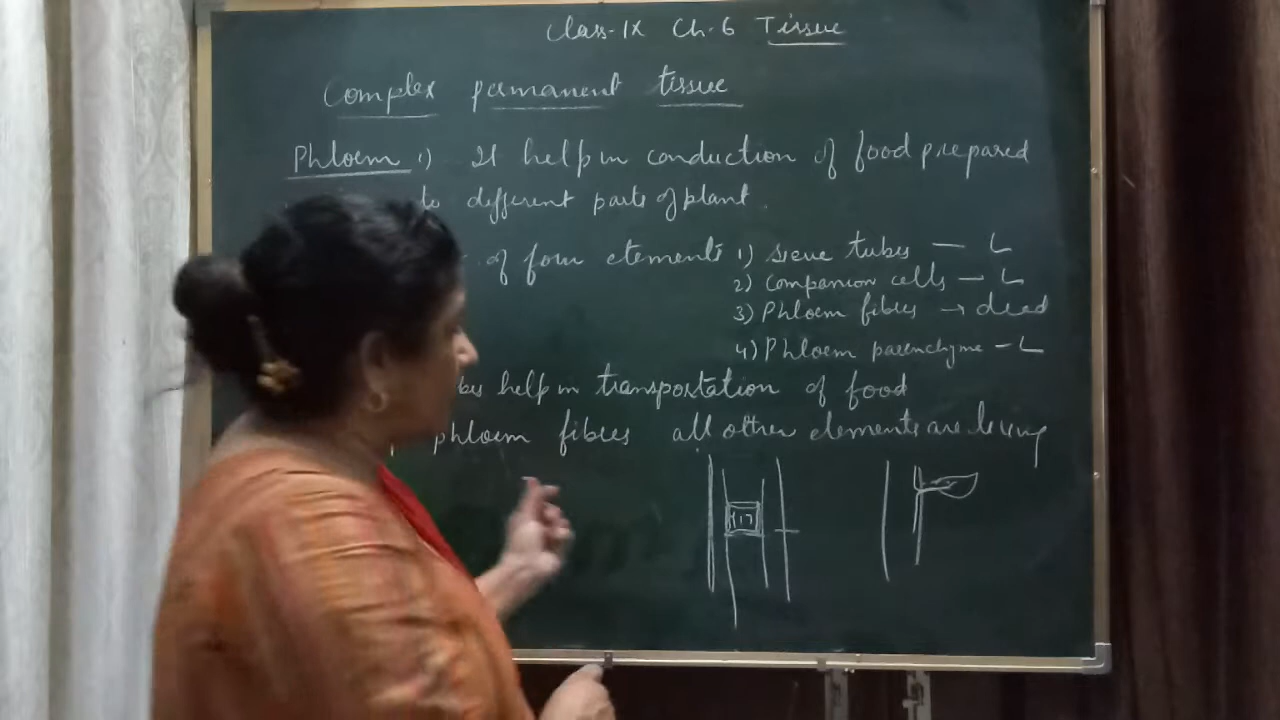 Class-IX Ch.6 Tissue
Complex permanent tissue
Phloem 1) It help in conduction of food prepared
to different parts of plant.
of four elements 1) sieve tubes — L
2) Companion cells — L
3) Phloem fibres → dead
4) Phloem parenchyme — L
bes help in transportation of food
phloem fibres all other elements are living